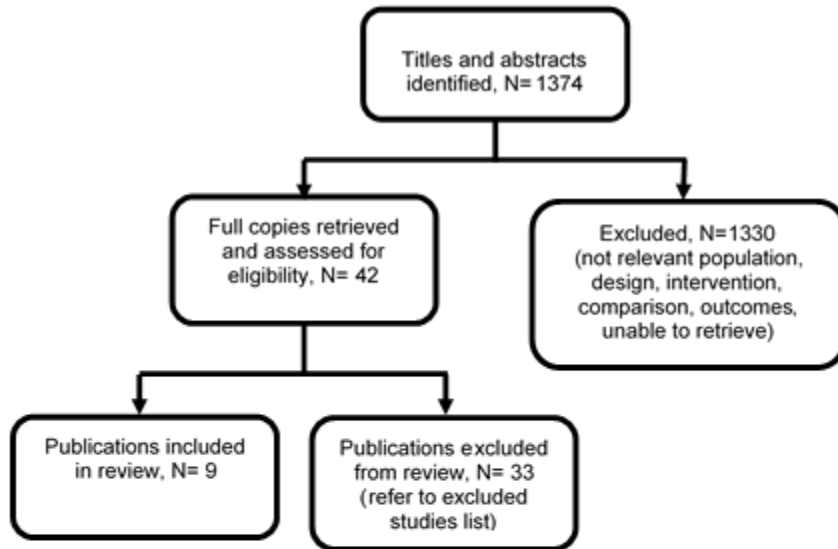 Titles and abstracts
identified, N= 1374
Full copies retrieved
and assessed for
eligibility, N= 42
Excluded, N=1330
(not relevant population,
design, intervention,
comparison, outcomes,
unable to retrieve)
Publications included
in review, N= 9
Publications excluded
from review, N= 33
(refer to excluded
studies list)